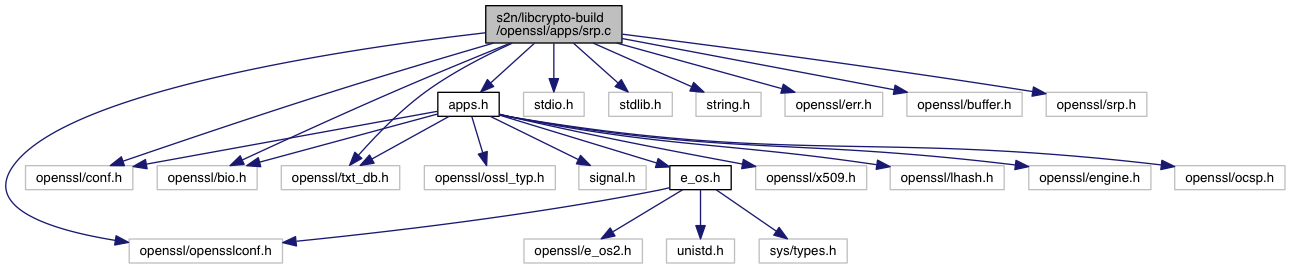 s2n/libcrypto-build
/openssl/apps/srp.c
apps.h
stdio.h
stdlib.h
string.h
openssl/err.h
openssl/buffer.h
openssl/srp.h
openssl/conf.h
openssl/bio.h
openssl/txt_db.h
openssl/ossl_typ.h
signal.h
e_os.h
openssl/x509.h
openssl/lhash.h
openssl/engine.h
openssl/ocsp.h
openssl/opensslconf.h
openssl/e_os2.h
unistd.h
sys/types.h